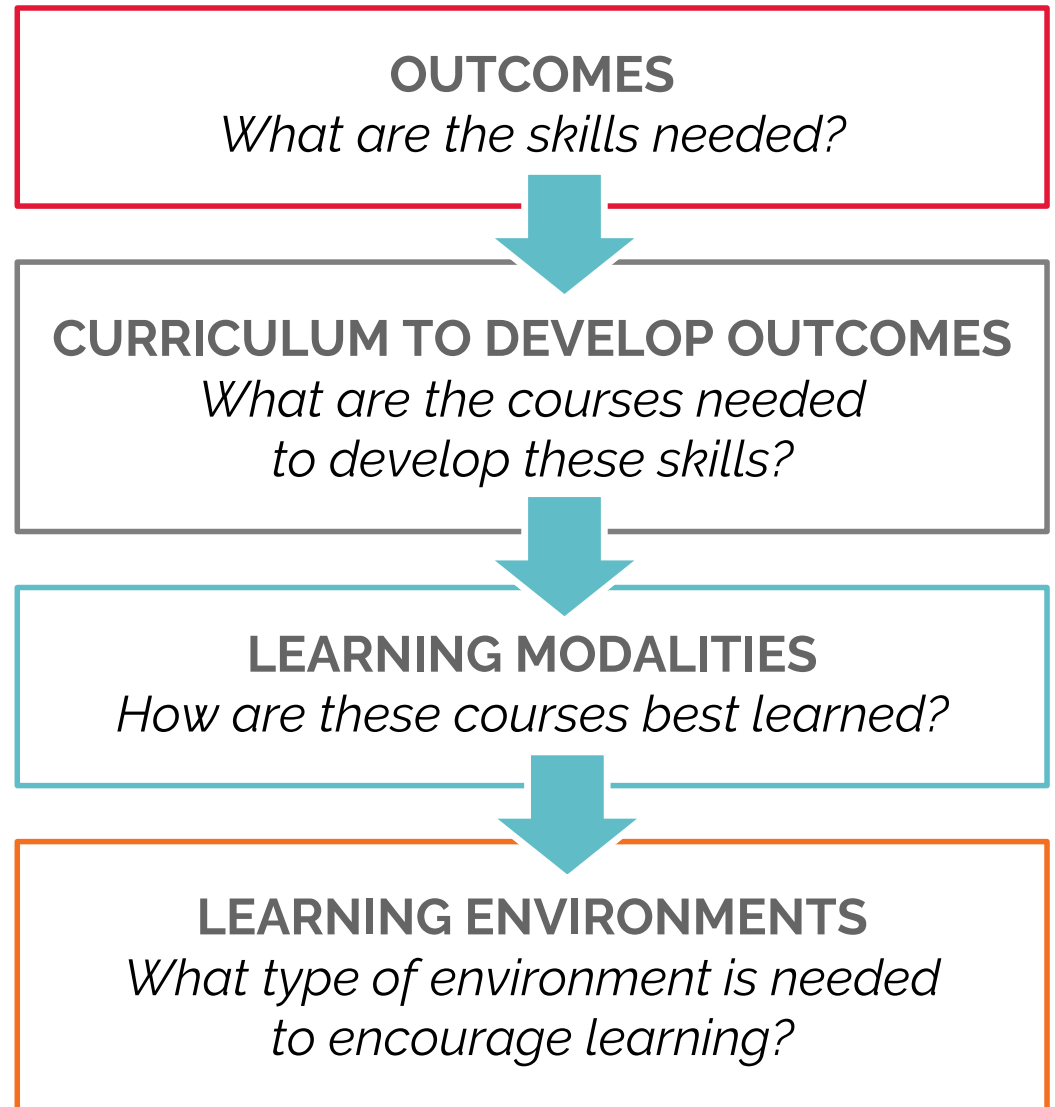 OUTCOMES
What are the skills needed?
CURRICULUM TO DEVELOP OUTCOMES
What are the courses needed
to develop these skills?
LEARNING MODALITIES
How are these courses best learned?
LEARNING ENVIRONMENTS
What type of environment is needed
to encourage learning?